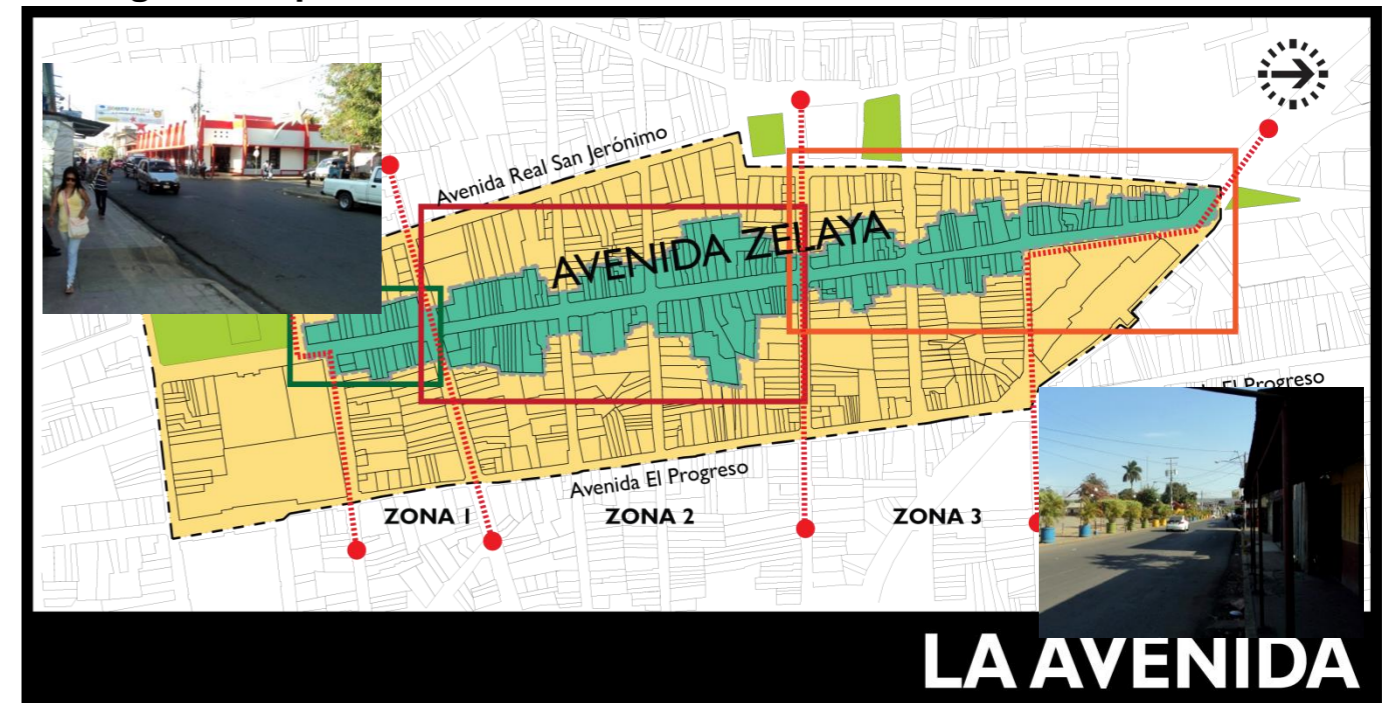 Avenida Real San Jerónimo
AVENIDA ZELAYA
El Progreso
Avenida El Progreso
ZONA 1
ZONA 2
ZONA 3
LA AVENIDA